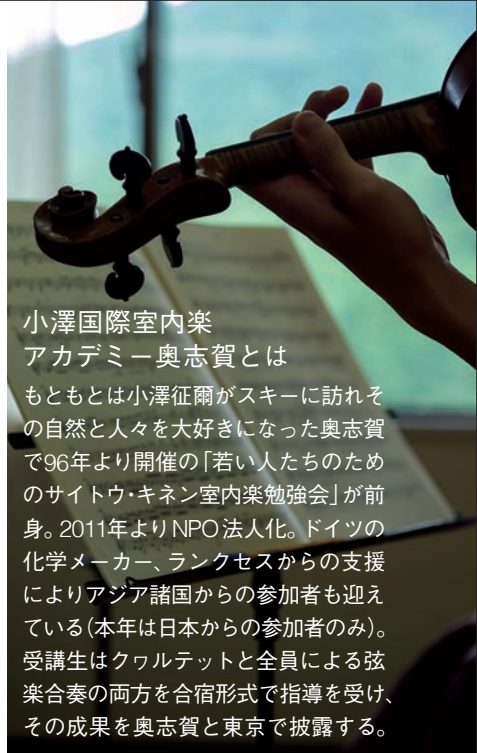 小澤国際室内楽
アカデミー奥志賀とは
もともとは小澤征爾がスキーに訪れそ
の自然と人々を大好きになった奥志賀
で96年より開催の「若い人たちのため
のサイトウ・キネン室内楽勉強会」が前
身。2011年よりNPO法人化。ドイツの
化学メーカー、ランクセスからの支援
によりアジア諸国からの参加者も迎え
ている(本年は日本からの参加者のみ)。
受講生はクヮルテットと全員による弦
楽合奏の両方を合宿形式で指導を受け、
その成果を奥志賀と東京で披露する。